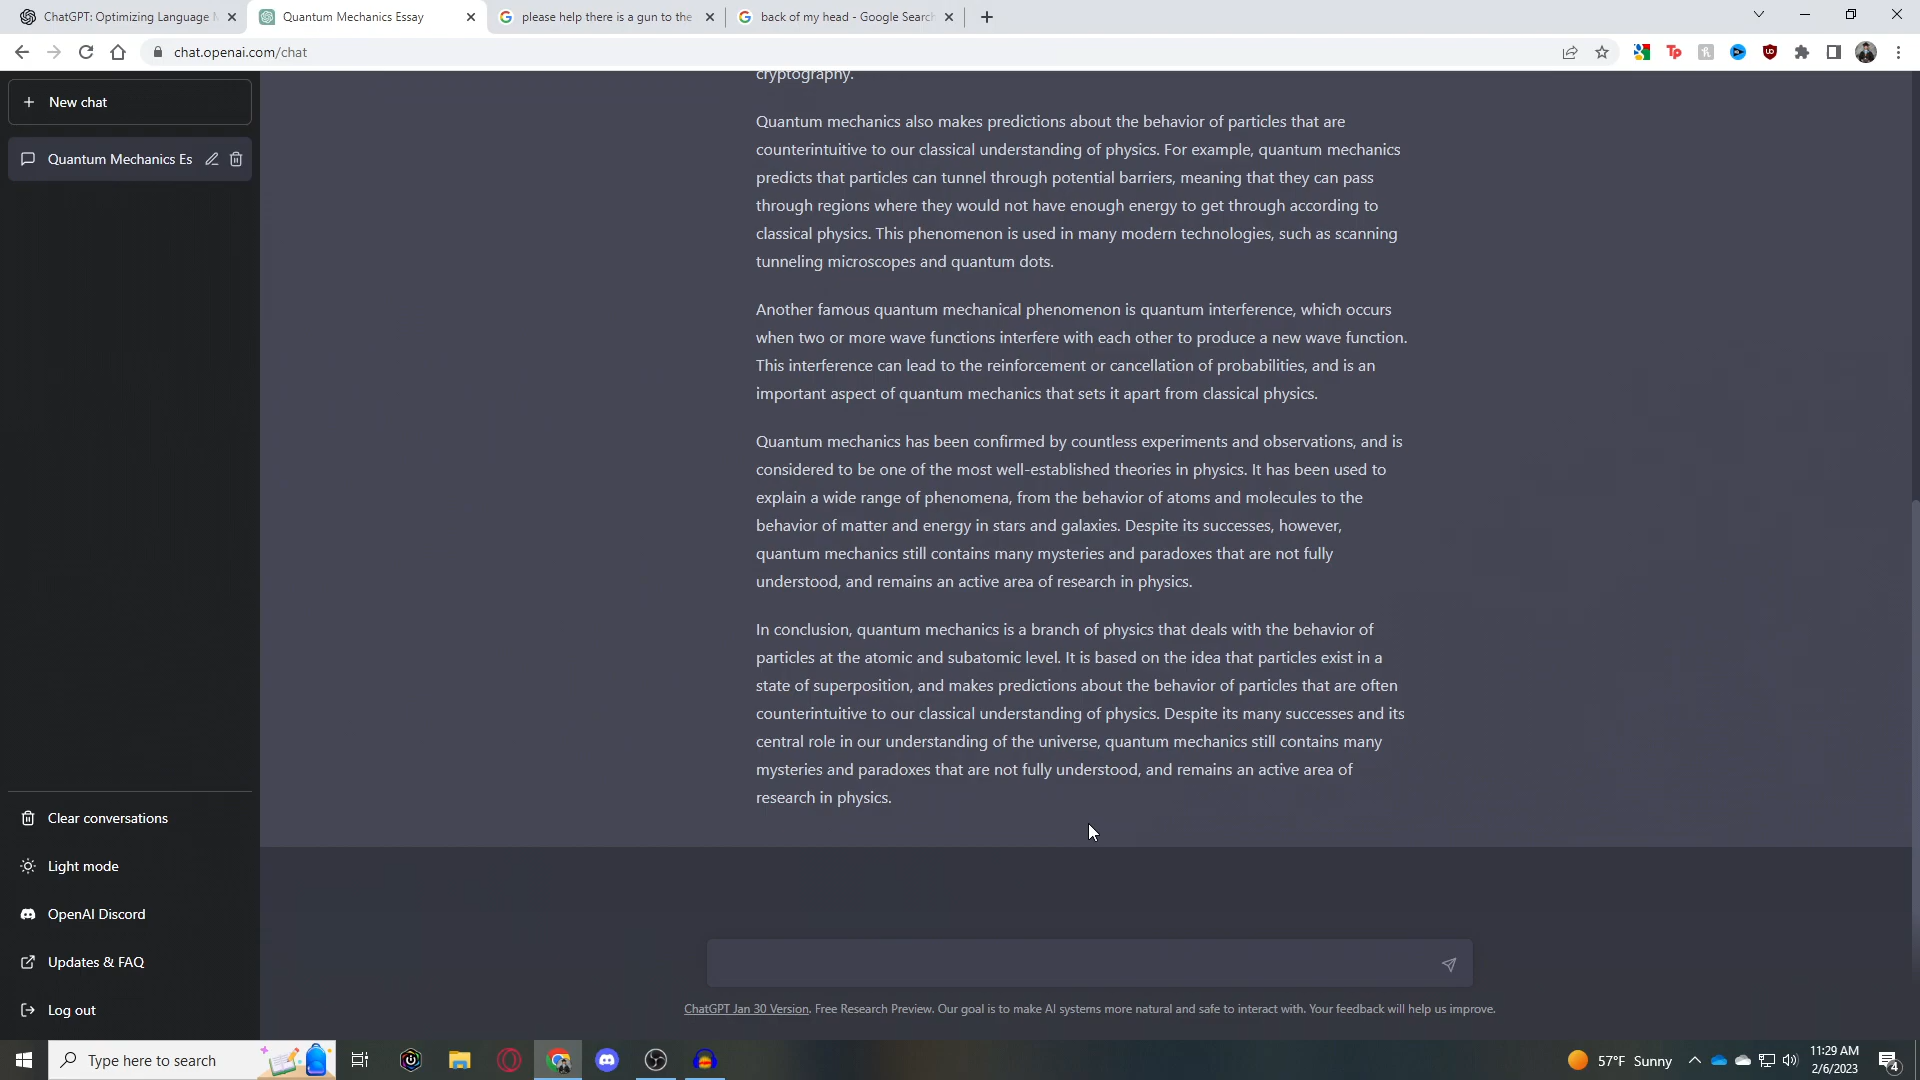 ChatGPT: Optimizing Language M
Quantum Mechanics Essay
please help there is a gun to the
back of my head - Google Search
chat.openai.com/chat
New chat
Quantum Mechanics Es
cryptography.
Quantum mechanics also makes predictions about the behavior of particles that are
counterintuitive to our classical understanding of physics. For example, quantum mechanics
predicts that particles can tunnel through potential barriers, meaning that they can pass
through regions where they would not have enough energy to get through according to
classical physics. This phenomenon is used in many modern technologies, such as scanning
tunneling microscopes and quantum dots.
Another famous quantum mechanical phenomenon is quantum interference, which occurs
when two or more wave functions interfere with each other to produce a new wave function.
This interference can lead to the reinforcement or cancellation of probabilities, and is an
important aspect of quantum mechanics that sets it apart from classical physics.
Quantum mechanics has been confirmed by countless experiments and observations, and is
considered to be one of the most well-established theories in physics. It has been used to
explain a wide range of phenomena, from the behavior of atoms and molecules to the
behavior of matter and energy in stars and galaxies. Despite its successes, however,
quantum mechanics still contains many mysteries and paradoxes that are not fully
understood, and remains an active area of research in physics.
In conclusion, quantum mechanics is a branch of physics that deals with the behavior of
particles at the atomic and subatomic level. It is based on the idea that particles exist in a
state of superposition, and makes predictions about the behavior of particles that are often
counterintuitive to our classical understanding of physics. Despite its many successes and its
central role in our understanding of the universe, quantum mechanics still contains many
mysteries and paradoxes that are not fully understood, and remains an active area of
research in physics.
Clear conversations
Light mode
OpenAI Discord
Updates & FAQ
Log out
ChatGPT Jan 30 Version. Free Research Preview. Our goal is to make AI systems more natural and safe to interact with. Your feedback will help us improve.
Type here to search
57°F Sunny
11:29 AM
2/6/2023
4